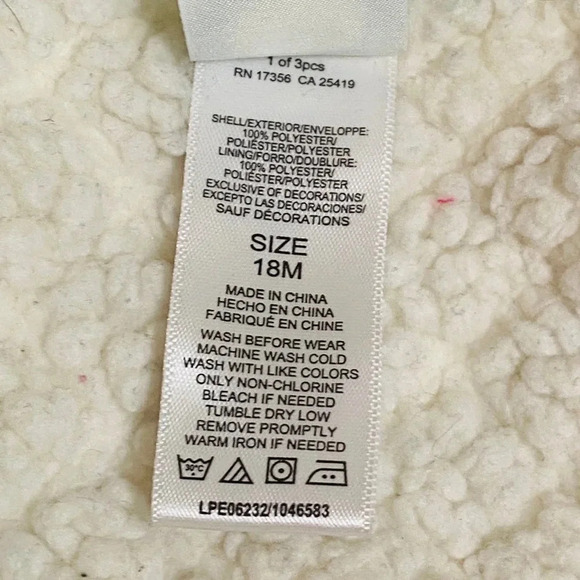 1 of 3pcs
RN 17356 CA 25419
SHELL/EXTERIOR/ENVELOPPE:
100% POLYESTER/
POLIÉSTER/POLYESTER
LINING/FORRO/DOUBLURE:
100% POLYESTER/
POLIÉSTER/POLYESTER
EXCLUSIVE OF DECORATIONS/
EXCEPTO LAS DECORACIONES/
SAUF DÉCORATIONS
SIZE
18M
MADE IN CHINA
HECHO EN CHINA
FABRIQUÉ EN CHINE
WASH BEFORE WEAR
MACHINE WASH COLD
WASH WITH LIKE COLORS
ONLY NON-CHLORINE
BLEACH IF NEEDED
TUMBLE DRY LOW
REMOVE PROMPTLY
WARM IRON IF NEEDED
30°C
LPE06232/1046583